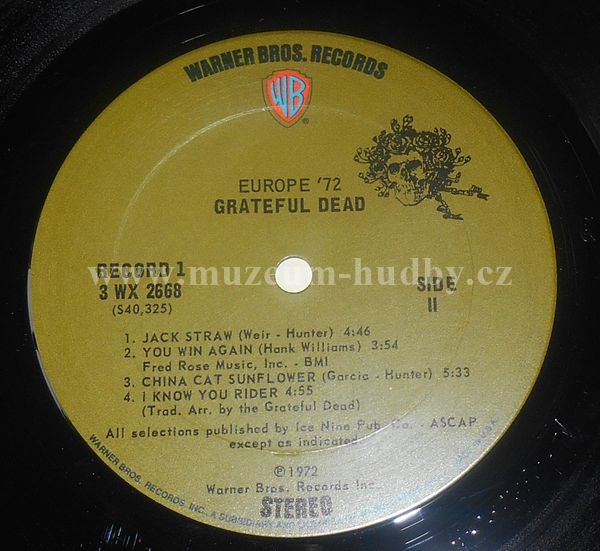 WARNER BROS. RECORDS
WB
®
EUROPE '72
GRATEFUL DEAD
www.muzeum-hudby.cz
RECORD 1
3 WX 2668
(S40,325)
SIDE
II
1. JACK STRAW (Weir - Hunter) 4:46
2. YOU WIN AGAIN (Hank Williams) 3:54
Fred Rose Music, Inc. - BMI
3. CHINA CAT SUNFLOWER (Garcia - Hunter) 5:33
4. I KNOW YOU RIDER 4:55
(Trad. Arr. by the Grateful Dead)
All selections published by Ice Nine Pub. Co. - ASCAP
except as indicated.
℗ 1972
Warner Bros. Records Inc.
STEREO
WARNER BROS. RECORDS, INC. A SUBSIDIARY AND